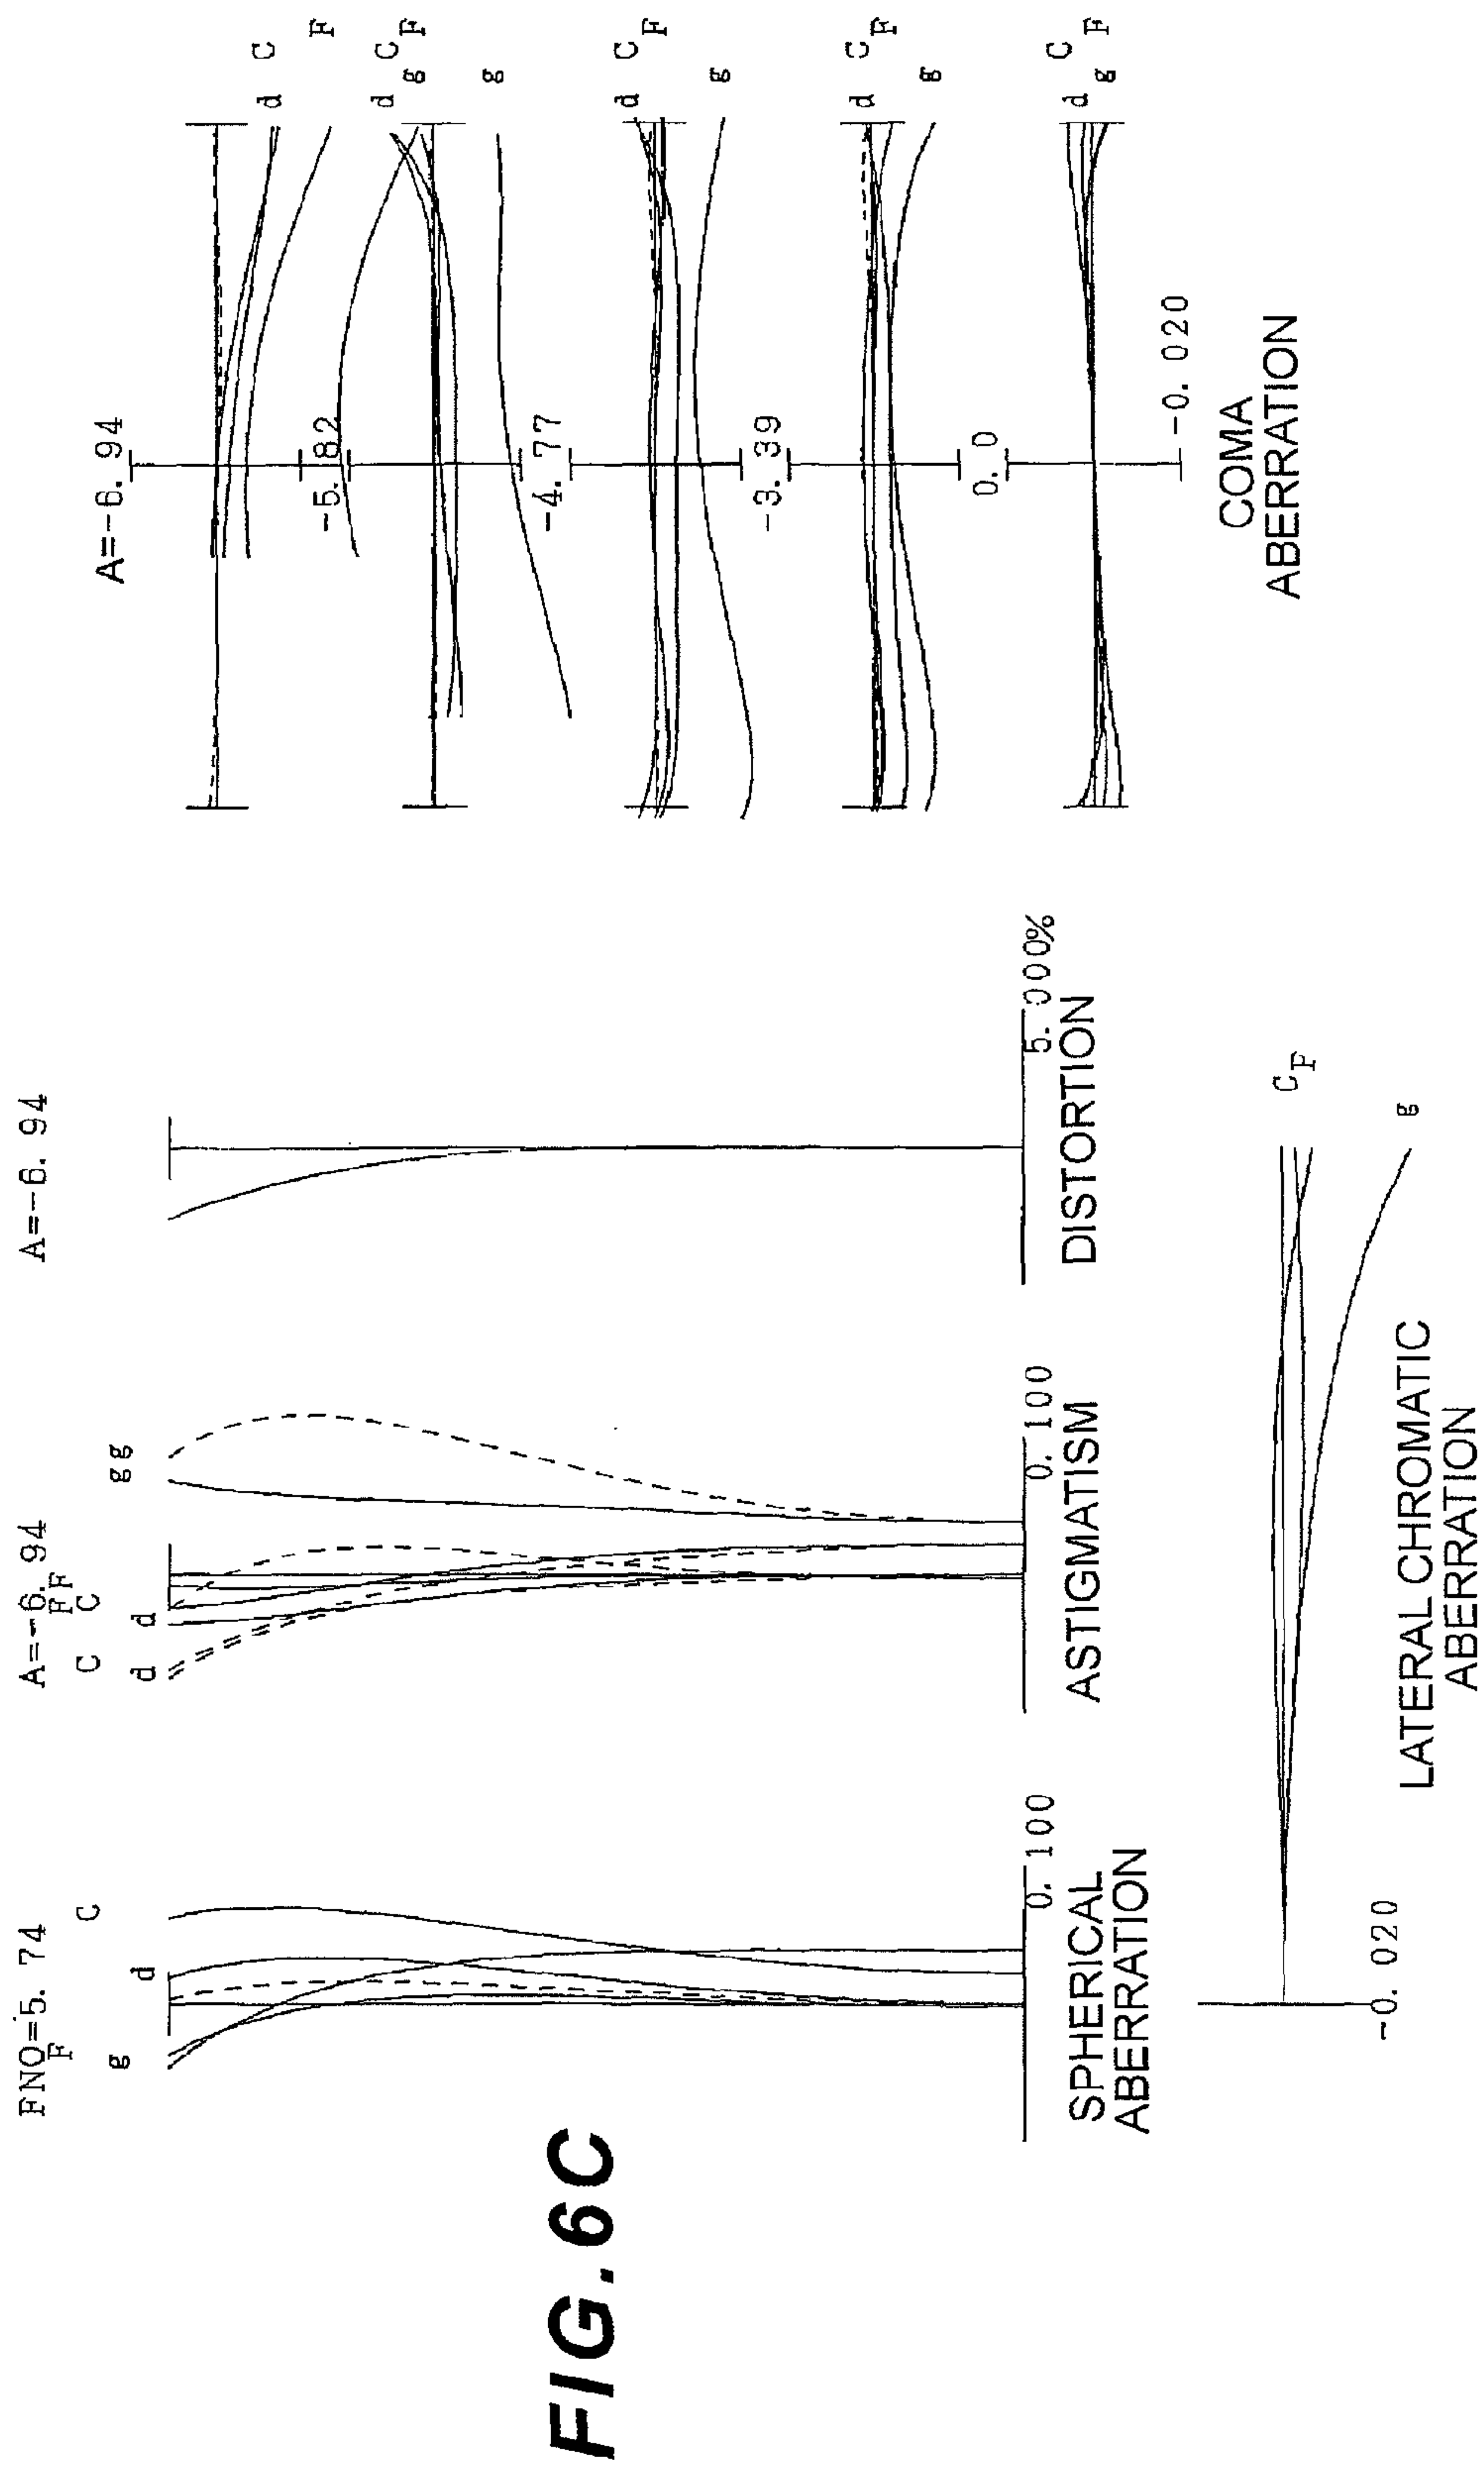 FIG. 6C
FNO=5. 74
F
g
d
C
0. 100
SPHERICAL
ABERRATION
A=-6. 94
F F
C
C
d
d
g g
0. 100
ASTIGMATISM
A=-6. 94
5. 000%
DISTORTION
-0. 020
C F
g
LATERAL CHROMATIC
ABERRATION
A=-6. 94
d C
F
g
-5. 82
d C F
g
-4. 77
d C F
g
-3. 39
d C F
g
0. 0
d C F
g
-0. 020
COMA
ABERRATION